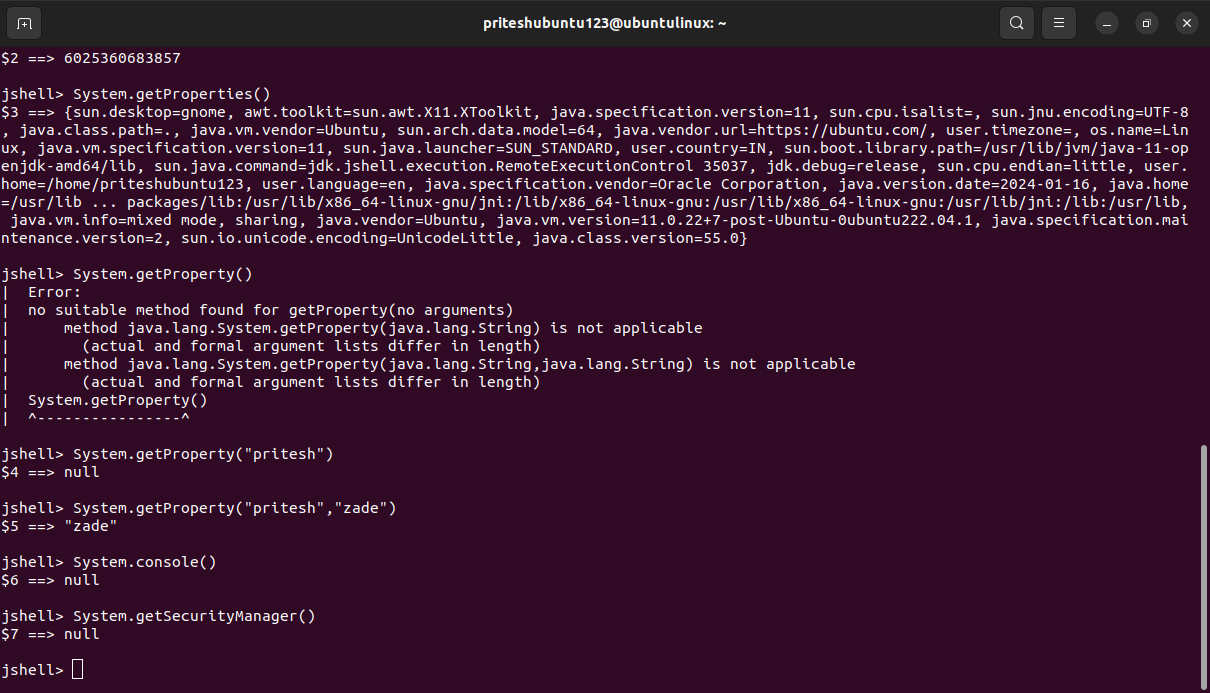 priteshubuntu123@ubuntulinux: ~
$2 ==> 6025360683857
jshell> System.getProperties()
$3 ==> {sun.desktop=gnome, awt.toolkit=sun.awt.X11.XToolkit, java.specification.version=11, sun.cpu.isalist=, sun.jnu.encoding=UTF-8
, java.class.path=., java.vm.vendor=Ubuntu, sun.arch.data.model=64, java.vendor.url=https://ubuntu.com/, user.timezone=, os.name=Lin
ux, java.vm.specification.version=11, sun.java.launcher=SUN_STANDARD, user.country=IN, sun.boot.library.path=/usr/lib/jvm/java-11-op
enjdk-amd64/lib, sun.java.command=jdk.jshell.execution.RemoteExecutionControl 35037, jdk.debug=release, sun.cpu.endian=little, user.
home=/home/priteshubuntu123, user.language=en, java.specification.vendor=Oracle Corporation, java.version.date=2024-01-16, java.home
=/usr/lib ... packages/lib:/usr/lib/x86_64-linux-gnu/jni:/lib/x86_64-linux-gnu:/usr/lib/x86_64-linux-gnu:/usr/lib/jni:/lib:/usr/lib,
 java.vm.info=mixed mode, sharing, java.vendor=Ubuntu, java.vm.version=11.0.22+7-post-Ubuntu-0ubuntu222.04.1, java.specification.mai
ntenance.version=2, sun.io.unicode.encoding=UnicodeLittle, java.class.version=55.0}
jshell> System.getProperty()
|  Error:
|  no suitable method found for getProperty(no arguments)
|      method java.lang.System.getProperty(java.lang.String) is not applicable
|        (actual and formal argument lists differ in length)
|      method java.lang.System.getProperty(java.lang.String,java.lang.String) is not applicable
|        (actual and formal argument lists differ in length)
|  System.getProperty()
|  ^----------------^
jshell> System.getProperty("pritesh")
$4 ==> null
jshell> System.getProperty("pritesh","zade")
$5 ==> "zade"
jshell> System.console()
$6 ==> null
jshell> System.getSecurityManager()
$7 ==> null
jshell>